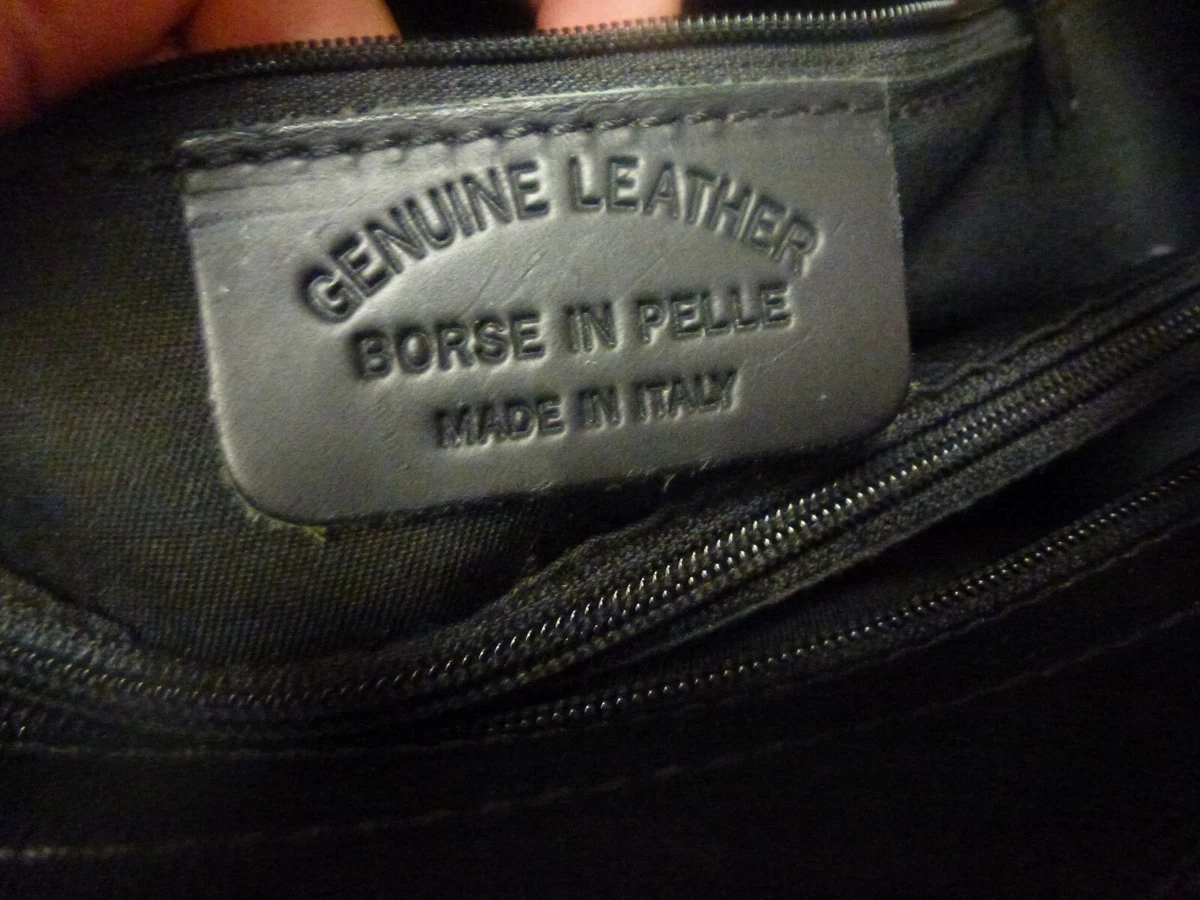 GENUINE LEATHER
BORSE IN PELLE
MADE IN ITALY